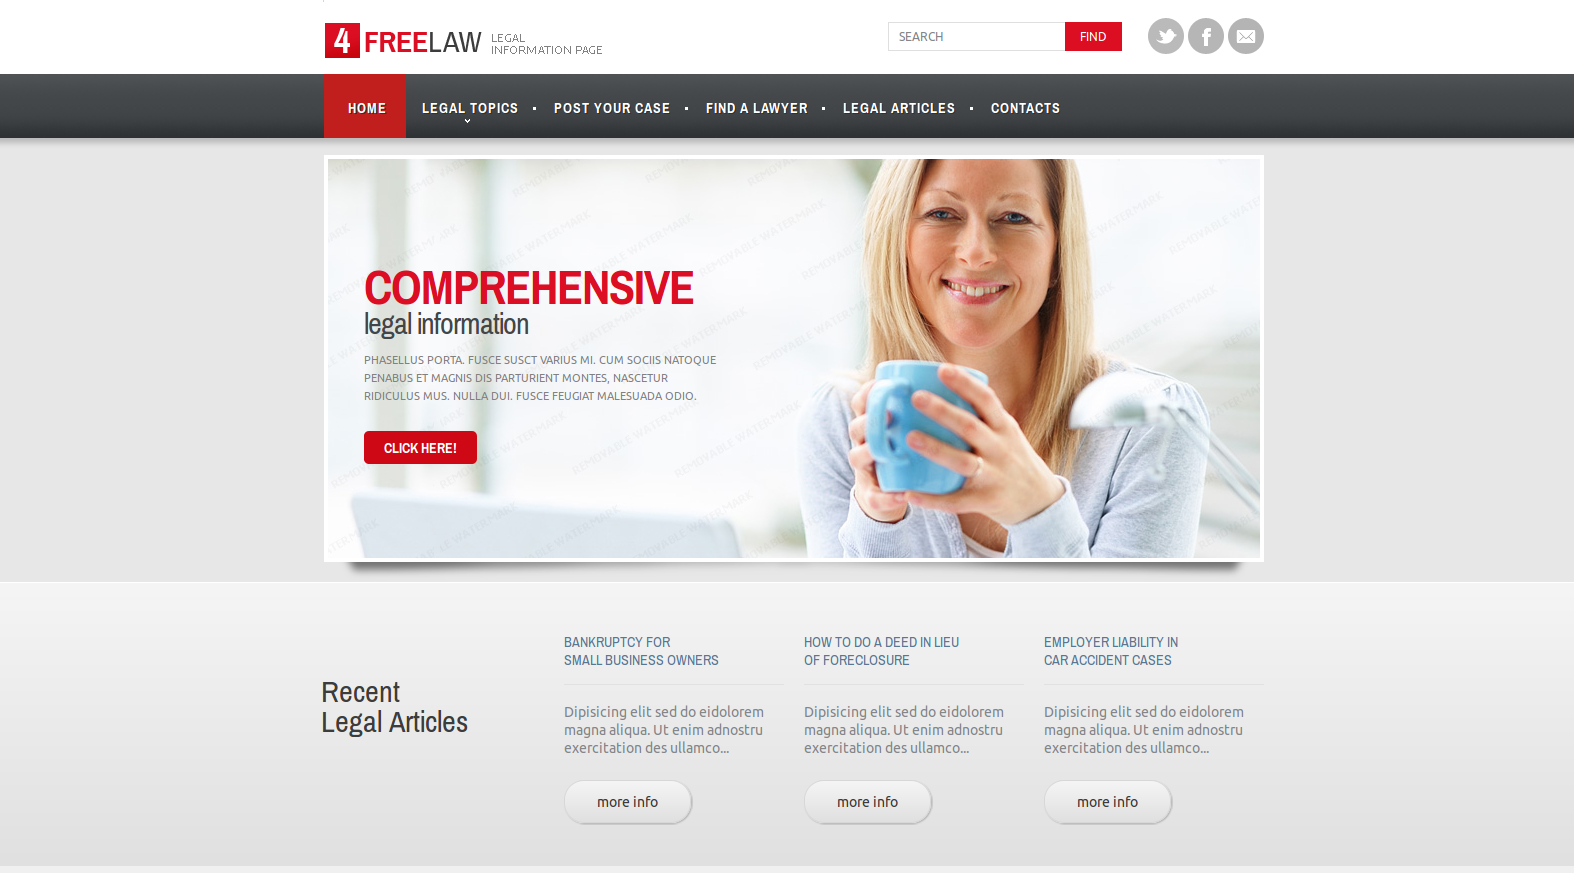 4 FREELAW LEGAL
INFORMATION PAGE
SEARCH FIND
HOME LEGAL TOPICS POST YOUR CASE FIND A LAWYER LEGAL ARTICLES CONTACTS
COMPREHENSIVE
legal information
PHASELLUS PORTA. FUSCE SUSCT VARIUS MI. CUM SOCIIS NATOQUE
PENABUS ET MAGNIS DIS PARTURIENT MONTES, NASCETUR
RIDICULUS MUS. NULLA DUI. FUSCE FEUGIAT MALESUADA ODIO.
CLICK HERE!
REMOVABLE WATERMARK
Recent
Legal Articles
BANKRUPTCY FOR
SMALL BUSINESS OWNERS
Dipisicing elit sed do eidolorem
magna aliqua. Ut enim adnostru
exercitation des ullamco...
more info
HOW TO DO A DEED IN LIEU
OF FORECLOSURE
Dipisicing elit sed do eidolorem
magna aliqua. Ut enim adnostru
exercitation des ullamco...
more info
EMPLOYER LIABILITY IN
CAR ACCIDENT CASES
Dipisicing elit sed do eidolorem
magna aliqua. Ut enim adnostru
exercitation des ullamco...
more info